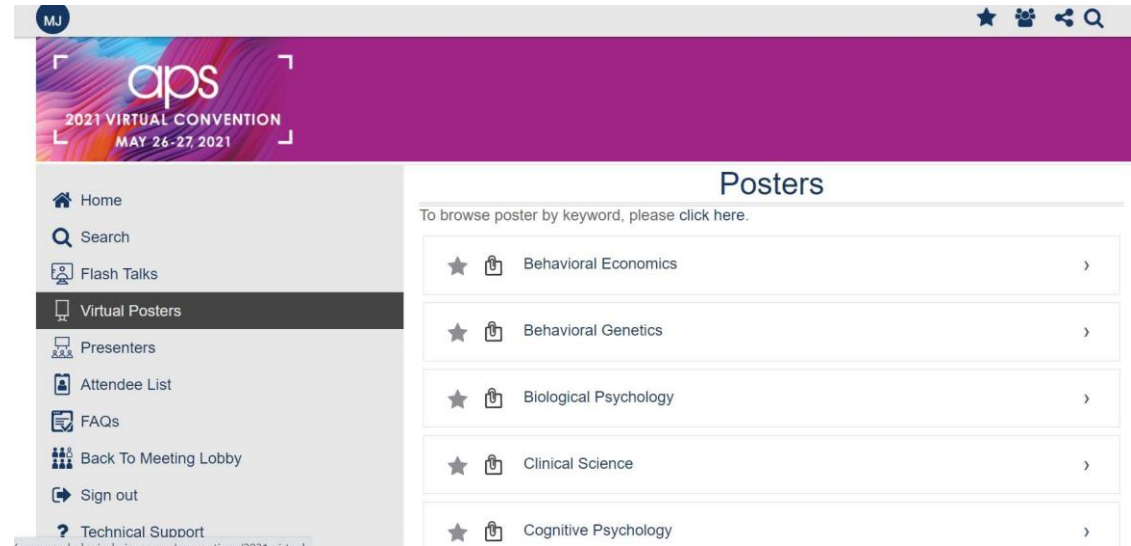 MJ
aps
2021 VIRTUAL CONVENTION
MAY 26-27, 2021
Home
Search
Flash Talks
Virtual Posters
Presenters
Attendee List
FAQs
Back To Meeting Lobby
Sign out
Technical Support
Posters
To browse poster by keyword, please click here.
Behavioral Economics
Behavioral Genetics
Biological Psychology
Clinical Science
Cognitive Psychology